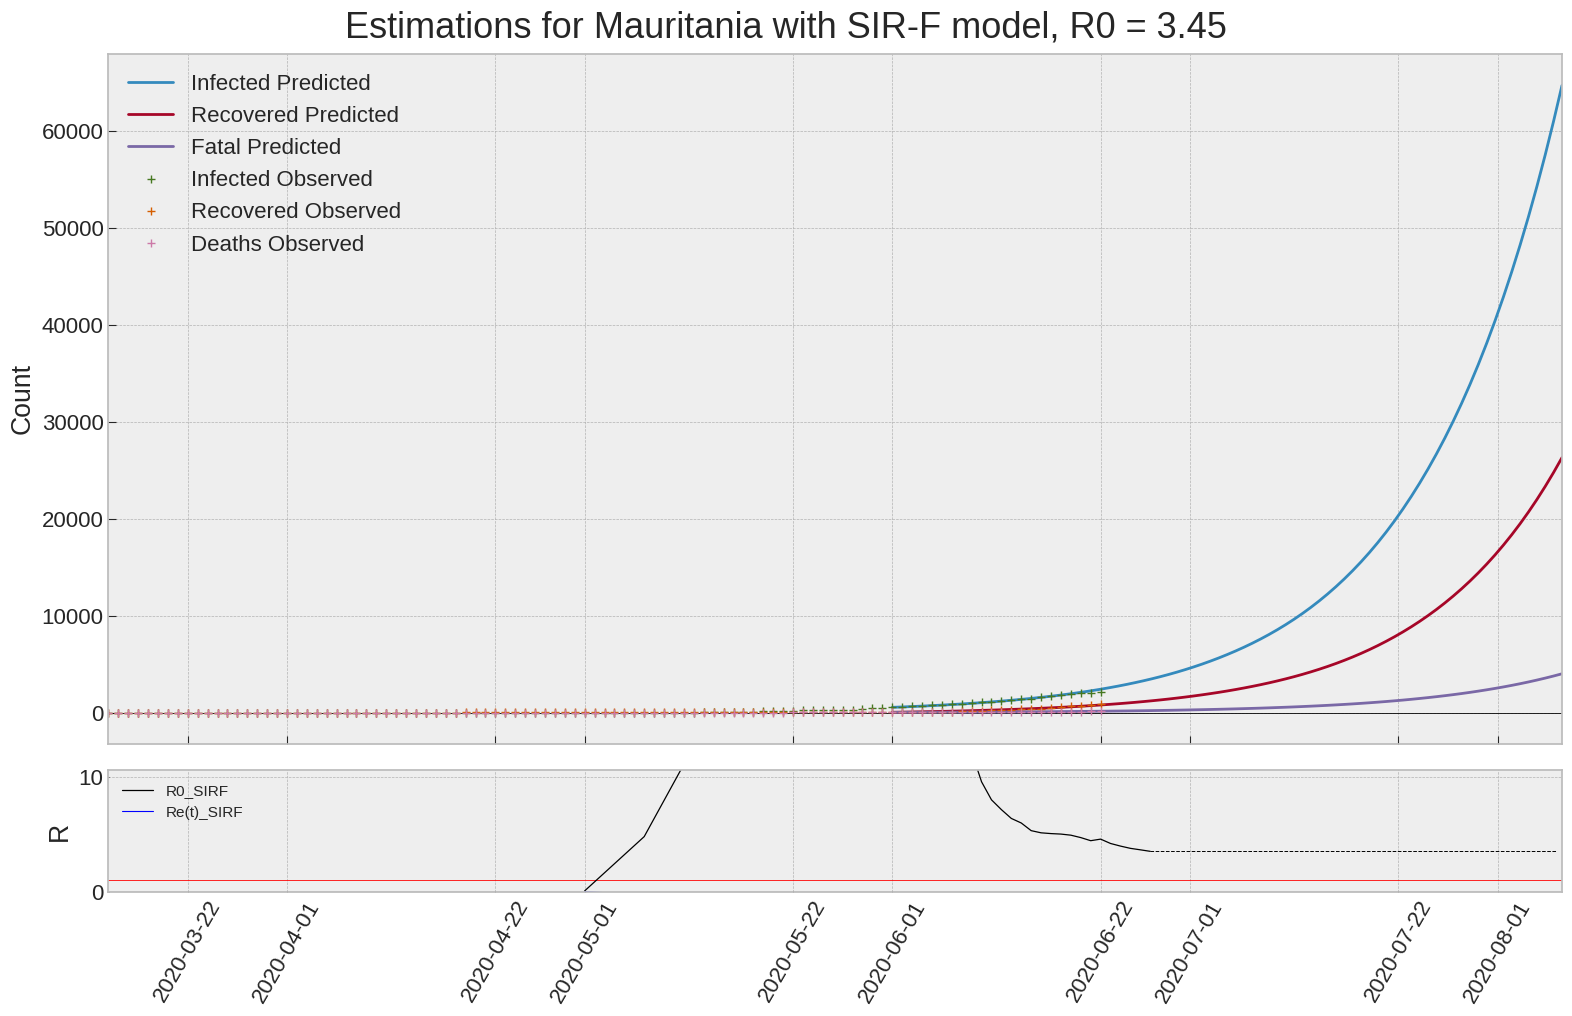 Estimations for Mauritania with SIR-F model, R0 = 3.45
Infected Predicted
Recovered Predicted
Fatal Predicted
Infected Observed
Recovered Observed
Deaths Observed
60000
50000
40000
30000
20000
10000
0
Count
10
0
R
R0_SIRF
Re(t)_SIRF
2020-03-22
2020-04-01
2020-04-22
2020-05-01
2020-05-22
2020-06-01
2020-06-22
2020-07-01
2020-07-22
2020-08-01